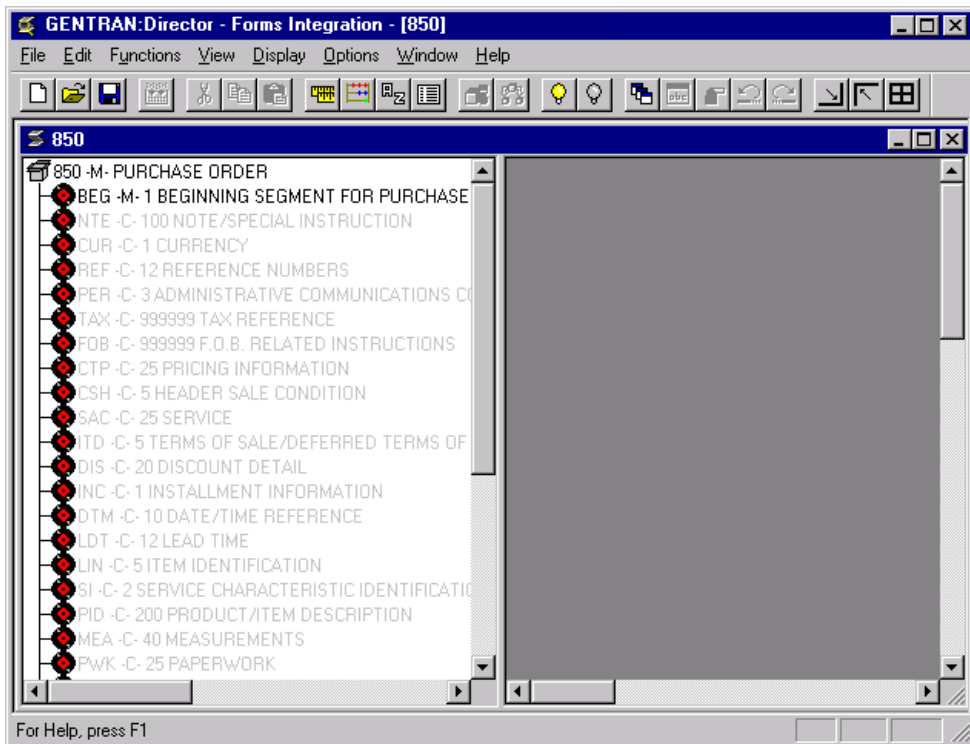 GENTRAN:Director - Forms Integration - [850]
File Edit Functions View Display Options Window Help
AZ abc
850
850 -M- PURCHASE ORDER
BEG -M- 1 BEGINNING SEGMENT FOR PURCHASE
NTE -C- 100 NOTE/SPECIAL INSTRUCTION
CUR -C- 1 CURRENCY
REF -C- 12 REFERENCE NUMBERS
PER -C- 3 ADMINISTRATIVE COMMUNICATIONS
TAX -C- 999999 TAX REFERENCE
FOB -C- 999999 F.O.B. RELATED INSTRUCTIONS
CTP -C- 25 PRICING INFORMATION
CSH -C- 5 HEADER SALE CONDITION
SAC -C- 25 SERVICE
ITD -C- 5 TERMS OF SALE/DEFERRED TERMS OF
DIS -C- 20 DISCOUNT DETAIL
INC -C- 1 INSTALLMENT INFORMATION
DTM -C- 10 DATE/TIME REFERENCE
LDT -C- 12 LEAD TIME
LIN -C- 5 ITEM IDENTIFICATION
SI -C- 2 SERVICE CHARACTERISTIC IDENTIFICATIO
PID -C- 200 PRODUCT/ITEM DESCRIPTION
MEA -C- 40 MEASUREMENTS
PWK -C- 25 PAPERWORK
For Help, press F1